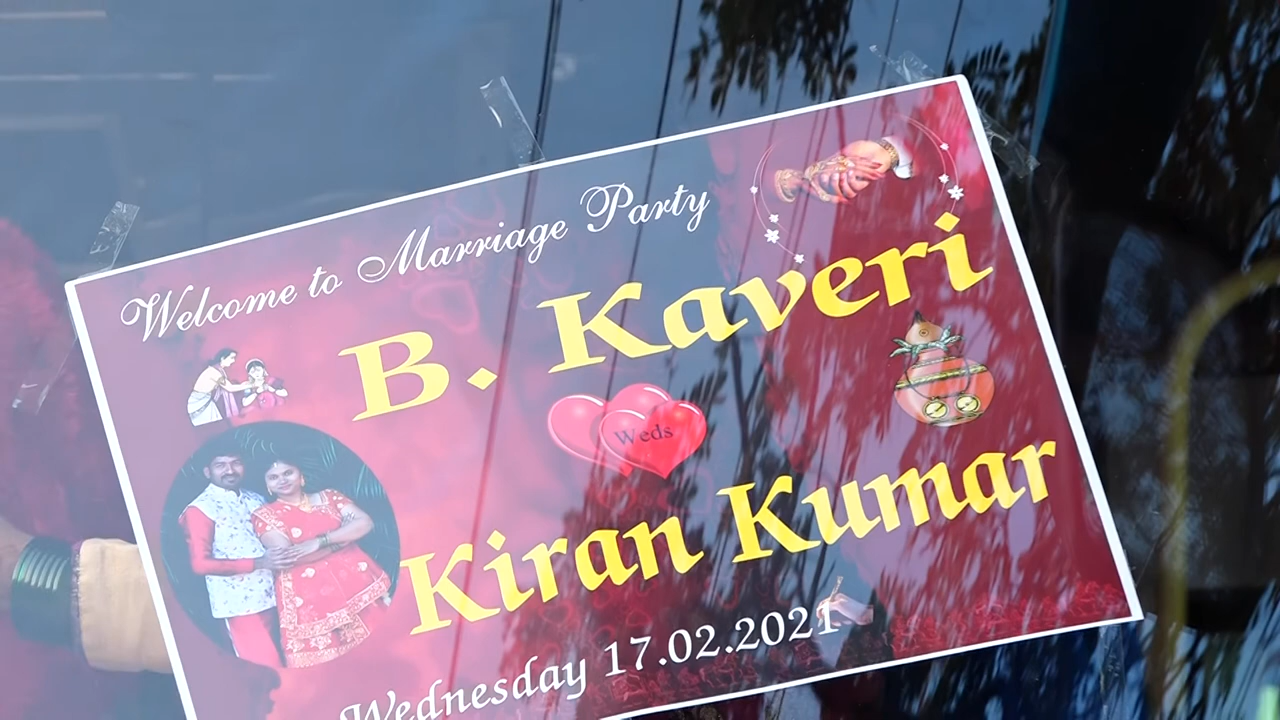 Welcome to Marriage Party
B. Kaveri
Weds
Kiran Kumar
Wednesday 17.02.2021